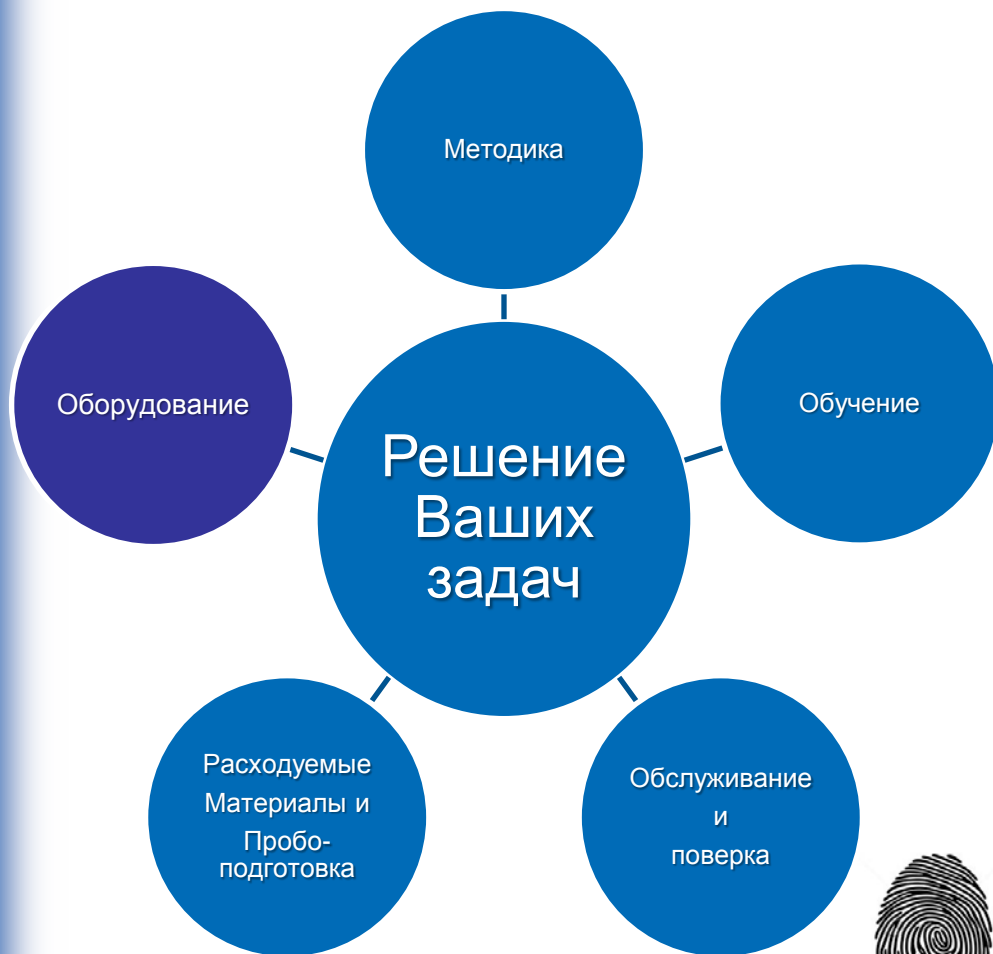 Методика
Оборудование
Обучение
Решение
Ваших
задач
Расходуемые
Материалы и
Пробо-
подготовка
Обслуживание
и
поверка